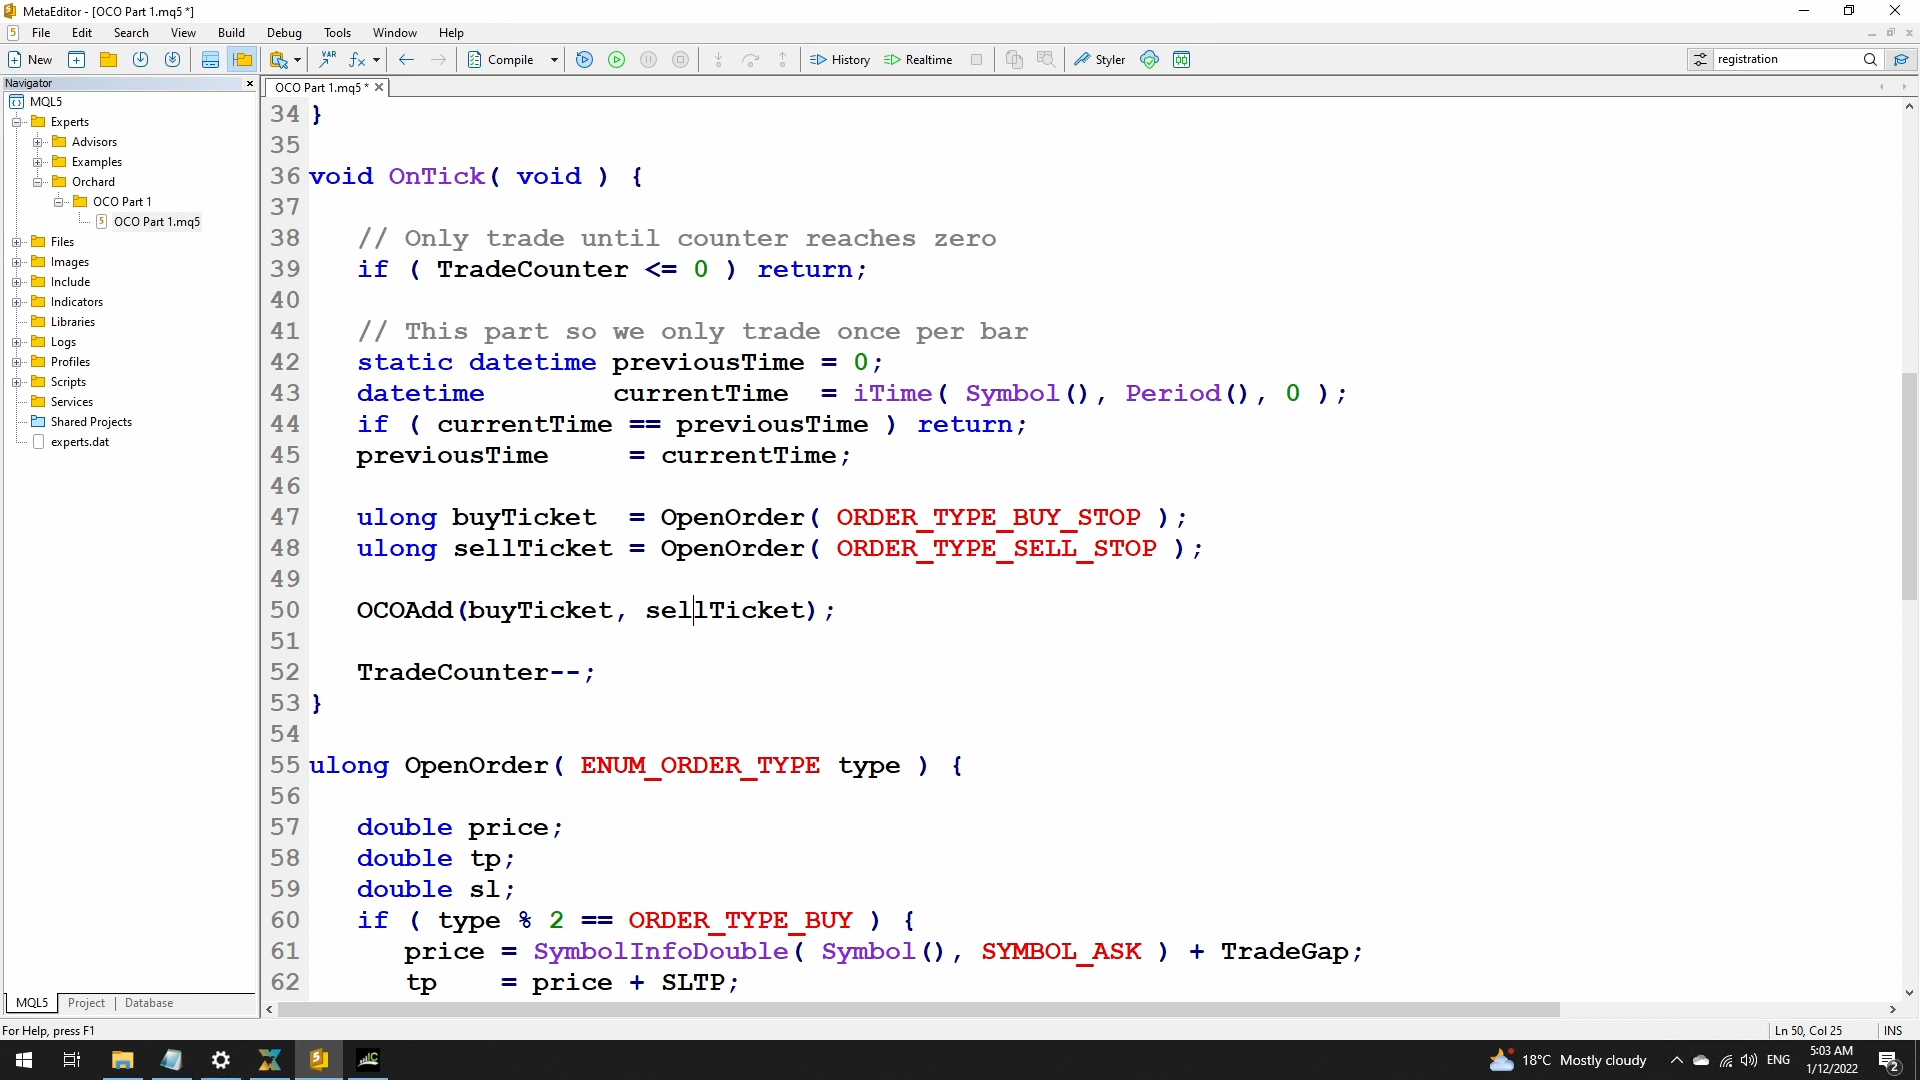 MetaEditor - [OCO Part 1.mq5 *]
File Edit Search View Build Debug Tools Window Help
New Compile History Realtime Styler registration
Navigator
OCO Part 1.mq5 *
MQL5
Experts
Advisors
Examples
Orchard
OCO Part 1
OCO Part 1.mq5
Files
Images
Include
Indicators
Libraries
Logs
Profiles
Scripts
Services
Shared Projects
experts.dat
34 }
35
36 void OnTick( void ) {
37
38 // Only trade until counter reaches zero
39 if ( TradeCounter <= 0 ) return;
40
41 // This part so we only trade once per bar
42 static datetime previousTime = 0;
43 datetime currentTime = iTime( Symbol(), Period(), 0 );
44 if ( currentTime == previousTime ) return;
45 previousTime = currentTime;
46
47 ulong buyTicket = OpenOrder( ORDER_TYPE_BUY_STOP );
48 ulong sellTicket = OpenOrder( ORDER_TYPE_SELL_STOP );
49
50 OCOAdd(buyTicket, sellTicket);
51
52 TradeCounter--;
53 }
54
55 ulong OpenOrder( ENUM_ORDER_TYPE type ) {
56
57 double price;
58 double tp;
59 double sl;
60 if ( type % 2 == ORDER_TYPE_BUY ) {
61 price = SymbolInfoDouble( Symbol(), SYMBOL_ASK ) + TradeGap;
62 tp = price + SLTP;
MQL5 Project Database
For Help, press F1
Ln 50, Col 25 INS
18°C Mostly cloudy ENG
5:03 AM
1/12/2022
2